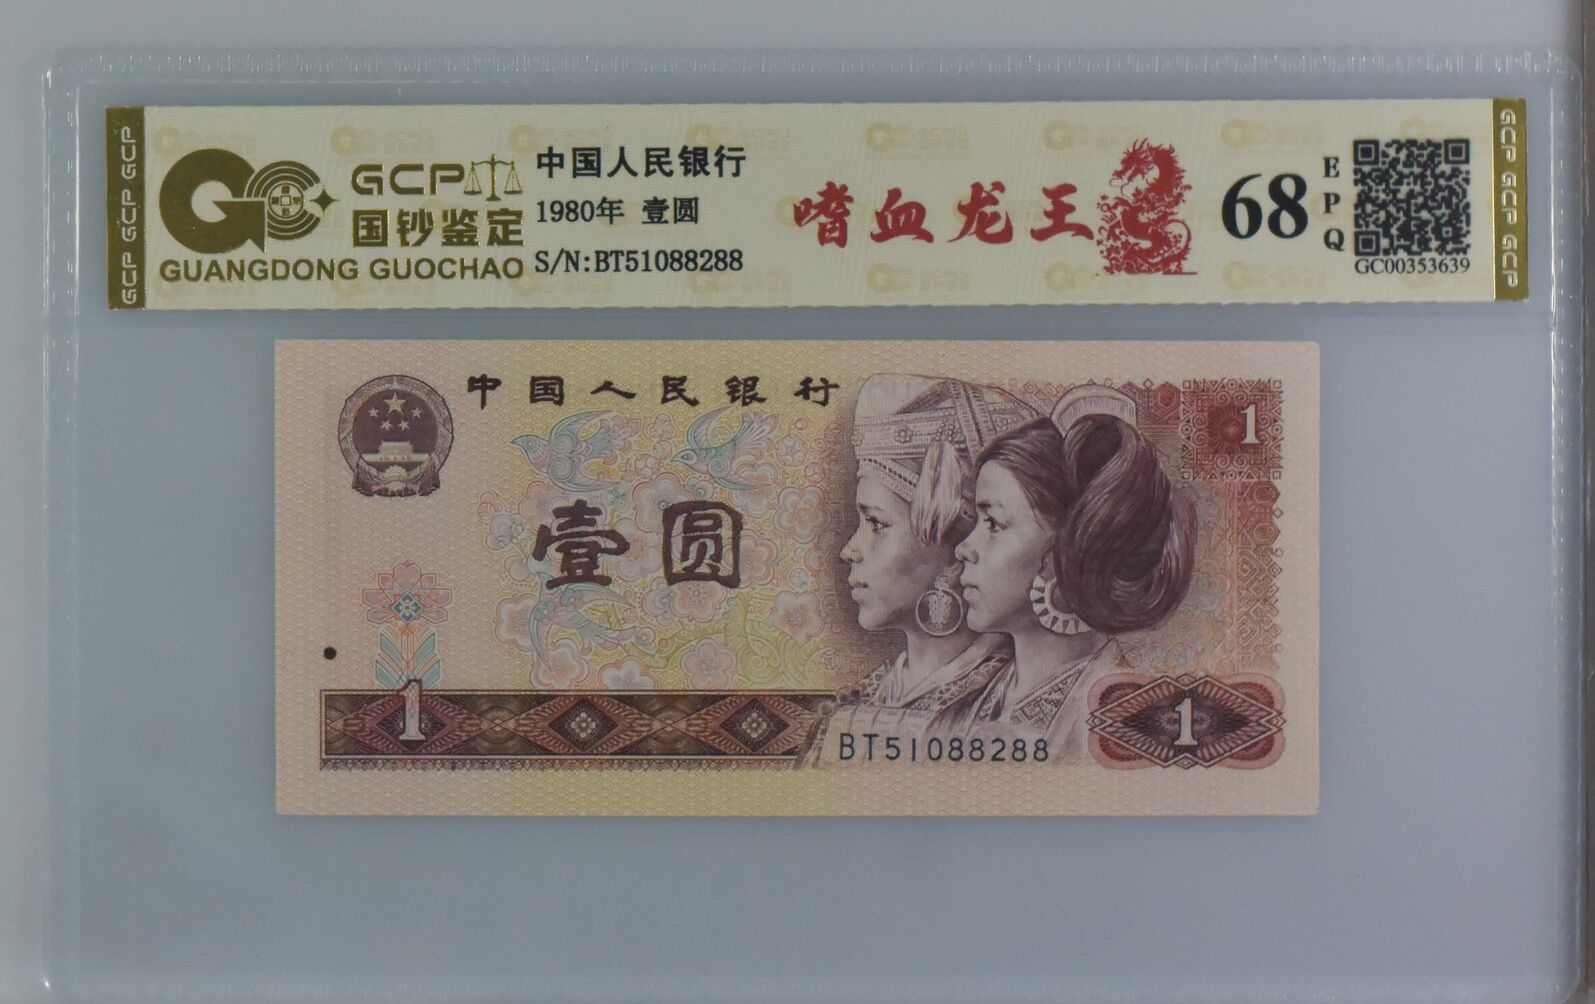 GCP GCP GCP
GCP
国钞鉴定
GUANGDONG GUOCHAO
中国人民银行
1980年 壹圆
S/N:BT51088288
嗜血龙王
68
EPQ
GC00353639
GCP GCP GCP
中国人民银行
1
壹圆
1
BT51088288
1